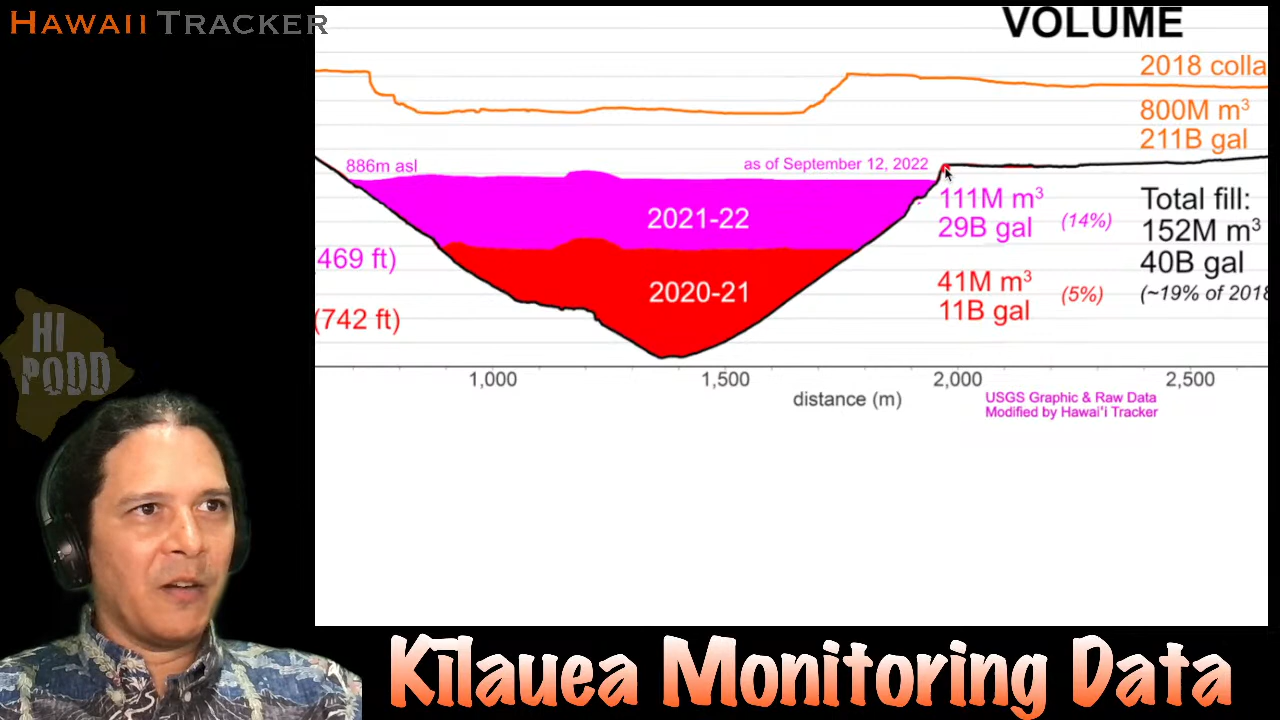 HAWAII TRACKER
VOLUME
2018 colla
800M m³
211B gal
886m asl
as of September 12, 2022
2021-22
111M m³
29B gal
(14%)
Total fill:
152M m³
40B gal
(~19% of 2018
469 ft)
2020-21
41M m³
11B gal
(5%)
(742 ft)
HI
PODD
1,000
1,500
2,000
2,500
distance (m)
USGS Graphic & Raw Data
Modified by Hawaiʻi Tracker
Kīlauea Monitoring Data